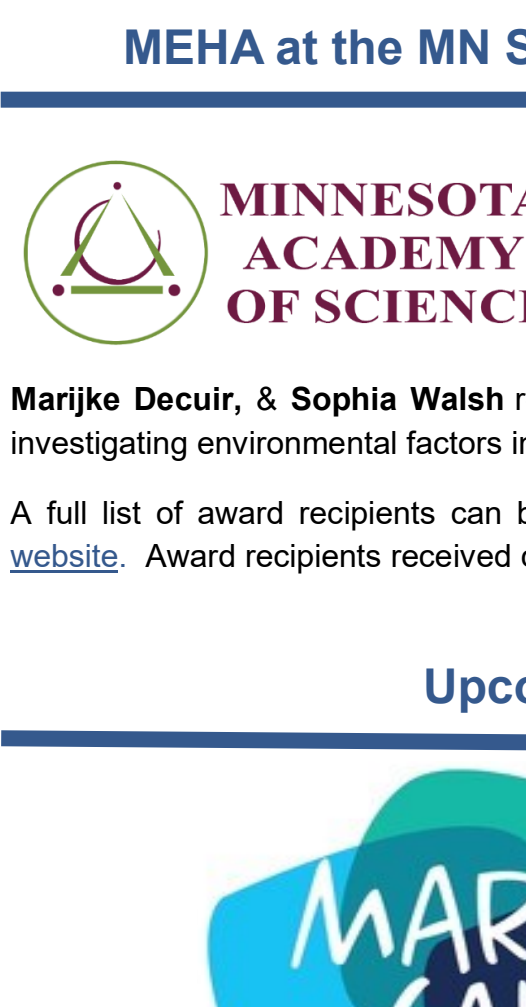 MEHA at the MN S
MINNESOTA
ACADEMY
OF SCIENCE
Marijke Decuir, & Sophia Walsh r
investigating environmental factors in
A full list of award recipients can b
website. Award recipients received
Upco
MAR